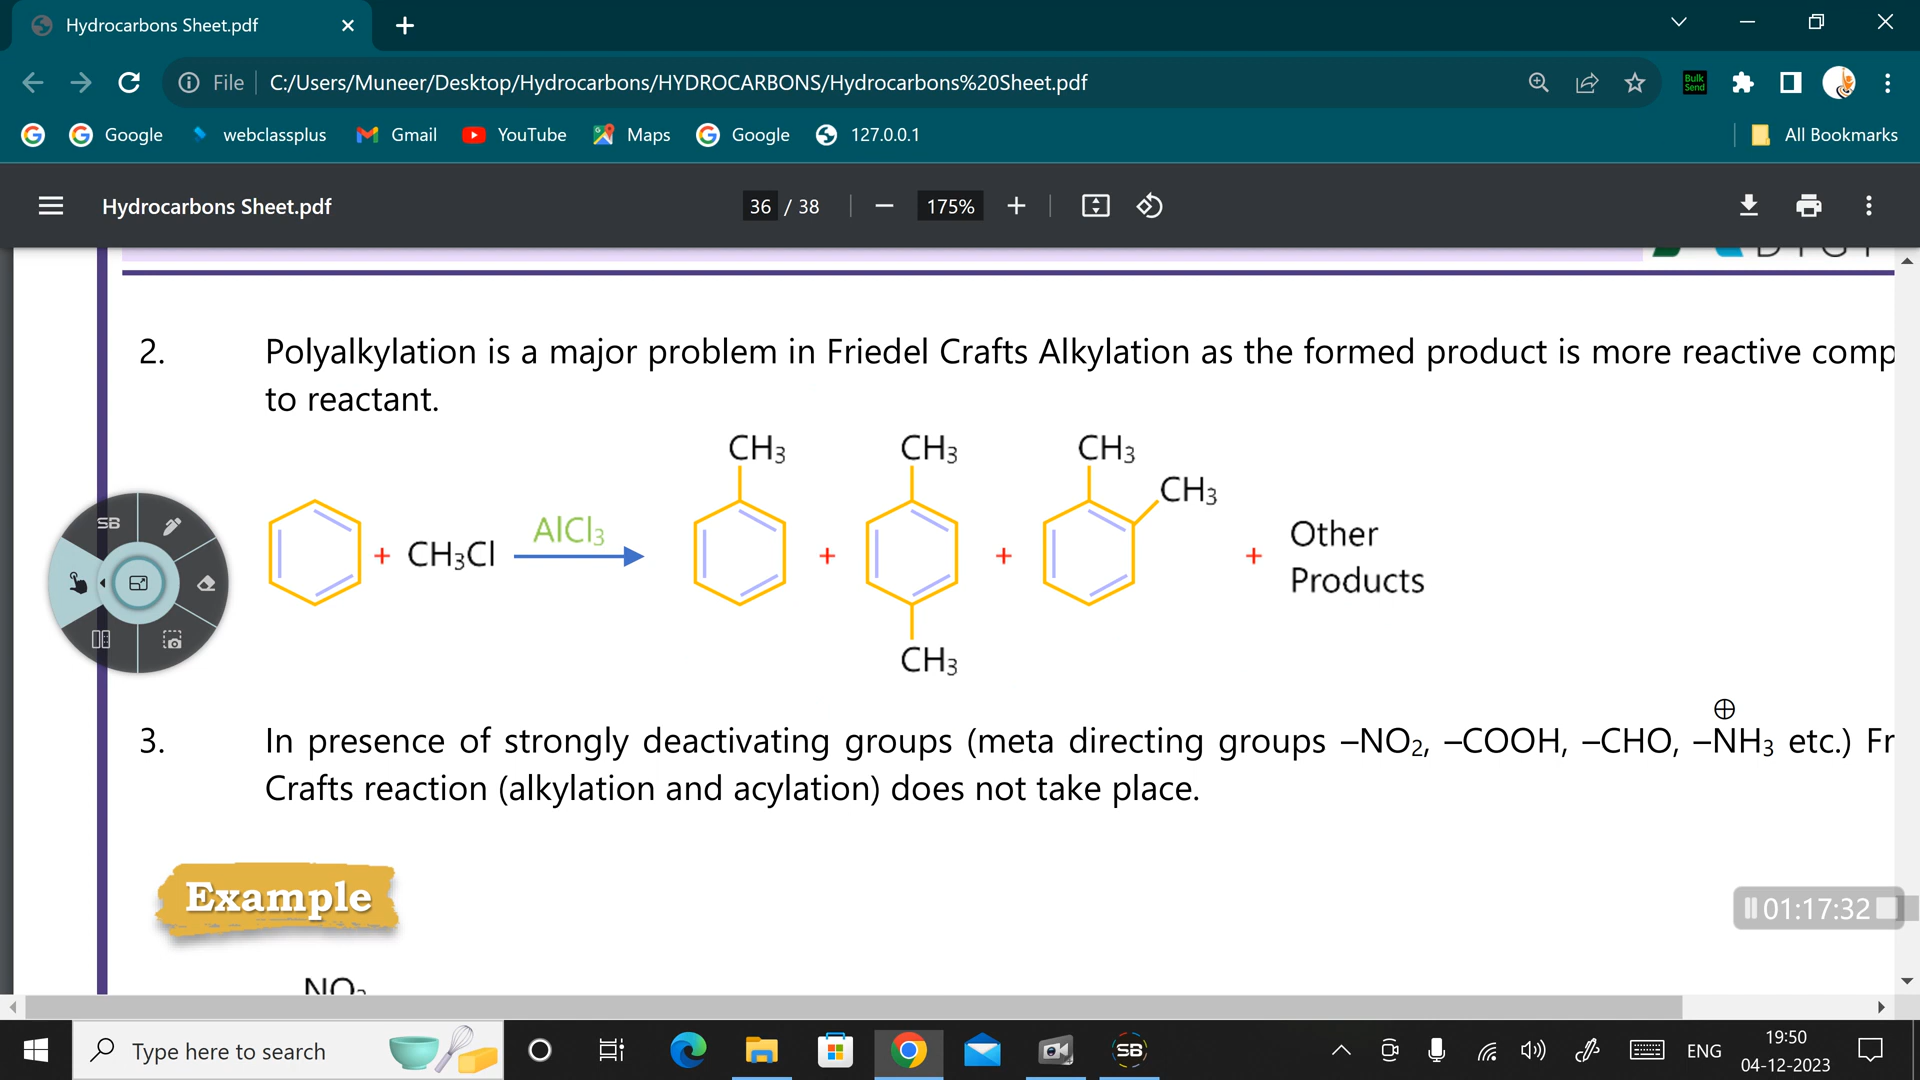 Hydrocarbons Sheet.pdf
File C:/Users/Muneer/Desktop/Hydrocarbons/HYDROCARBONS/Hydrocarbons%20Sheet.pdf
Bulk Send
Google webclassplus Gmail YouTube Maps Google 127.0.0.1 All Bookmarks
Hydrocarbons Sheet.pdf 36 / 38 175%
2. Polyalkylation is a major problem in Friedel Crafts Alkylation as the formed product is more reactive comp
to reactant.
CH₃ CH₃ CH₃
CH₃
+ CH₃Cl AlCl₃ + + + Other Products
CH₃
3. In presence of strongly deactivating groups (meta directing groups –NO₂, –COOH, –CHO, –N⊕H₃ etc.) Fr
Crafts reaction (alkylation and acylation) does not take place.
SB
Example
01:17:32
NO₂
Type here to search SB ENG 19:50
04-12-2023